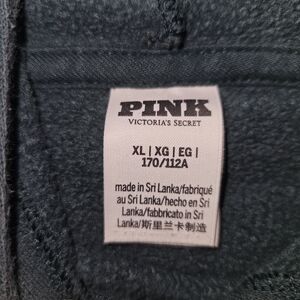 PINK
VICTORIA'S SECRET
XL | XG | EG |
170/112A
made in Sri Lanka/fabriqué
au Sri Lanka/hecho en Sri
Lanka/fabbricato in Sri
Lanka/斯里兰卡制造